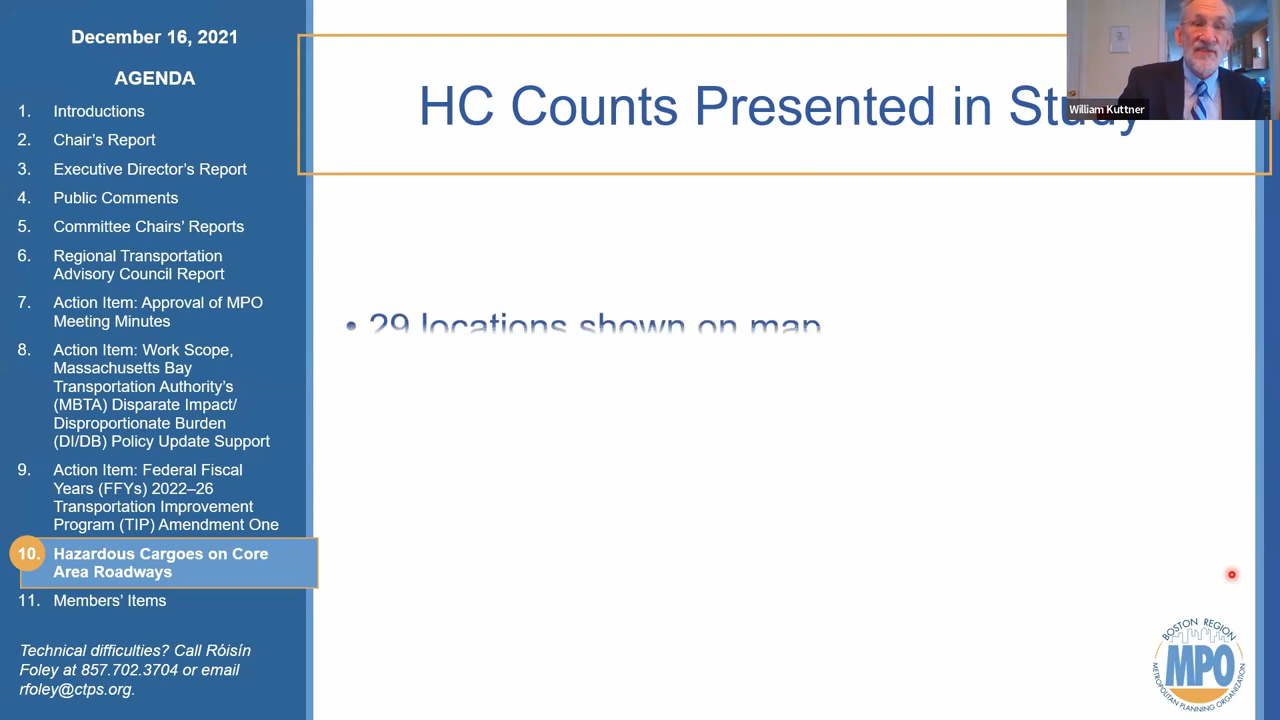 December 16, 2021
AGENDA
1. Introductions
2. Chair's Report
3. Executive Director's Report
4. Public Comments
5. Committee Chairs' Reports
6. Regional Transportation
Advisory Council Report
7. Action Item: Approval of MPO
Meeting Minutes
8. Action Item: Work Scope,
Massachusetts Bay
Transportation Authority's
(MBTA) Disparate Impact/
Disproportionate Burden
(DI/DB) Policy Update Support
9. Action Item: Federal Fiscal
Years (FFYs) 2022–26
Transportation Improvement
Program (TIP) Amendment One
10. Hazardous Cargoes on Core
Area Roadways
11. Members' Items
Technical difficulties? Call Róisín
Foley at 857.702.3704 or email
rfoley@ctps.org.
HC Counts Presented in Study
• 29 locations shown on map
William Kuttner
BOSTON REGION
MPO
METROPOLITAN PLANNING ORGANIZATION